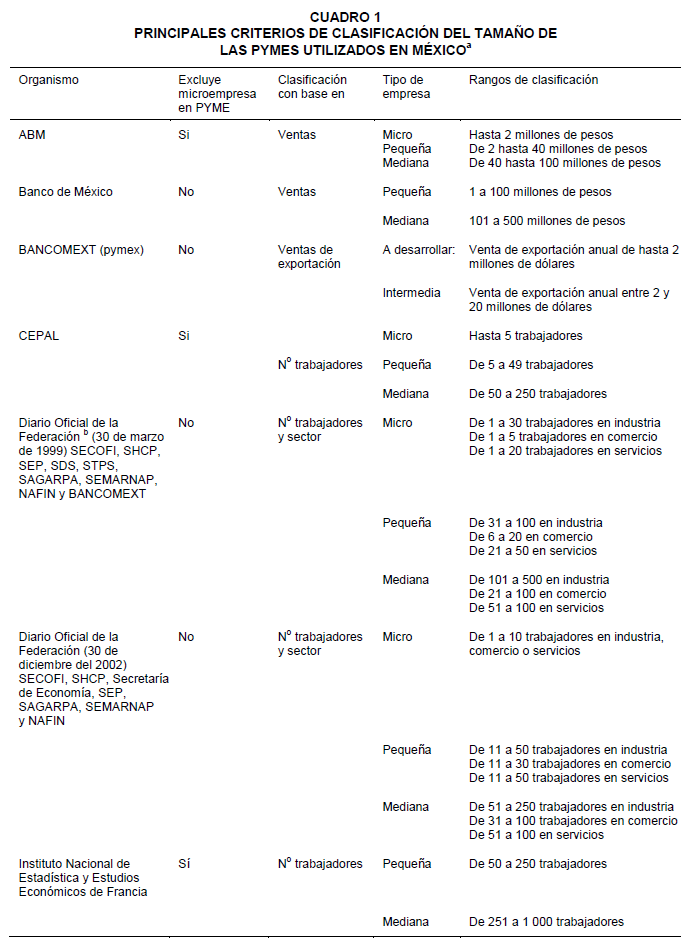 CUADRO 1
PRINCIPALES CRITERIOS DE CLASIFICACIÓN DEL TAMAÑO DE
LAS PYMES UTILIZADOS EN MÉXICOª
Organismo Excluye Clasificación Tipo de Rangos de clasificación
microempresa con base en empresa
en PYME
ABM Si Ventas Micro Hasta 2 millones de pesos
Pequeña De 2 hasta 40 millones de pesos
Mediana De 40 hasta 100 millones de pesos
Banco de México No Ventas Pequeña 1 a 100 millones de pesos
Mediana 101 a 500 millones de pesos
BANCOMEXT (pymex) No Ventas de A desarrollar: Venta de exportación anual de hasta 2
exportación millones de dólares
Intermedia Venta de exportación anual entre 2 y
20 millones de dólares
CEPAL Si Micro Hasta 5 trabajadores
Nº trabajadores Pequeña De 5 a 49 trabajadores
Mediana De 50 a 250 trabajadores
Diario Oficial de la No Nº trabajadores Micro De 1 a 30 trabajadores en industria
Federación b (30 de marzo y sector De 1 a 5 trabajadores en comercio
de 1999) SECOFI, SHCP, De 1 a 20 trabajadores en servicios
SEP, SDS, STPS,
SAGARPA, SEMARNAP,
NAFIN y BANCOMEXT
Pequeña De 31 a 100 en industria
De 6 a 20 en comercio
De 21 a 50 en servicios
Mediana De 101 a 500 en industria
De 21 a 100 en comercio
De 51 a 100 en servicios
Diario Oficial de la No Nº trabajadores Micro De 1 a 10 trabajadores en industria,
Federación (30 de y sector comercio o servicios
diciembre del 2002)
SECOFI, SHCP, Secretaría
de Economía, SEP,
SAGARPA, SEMARNAP
y NAFIN
Pequeña De 11 a 50 trabajadores en industria
De 11 a 30 trabajadores en comercio
De 11 a 50 trabajadores en servicios
Mediana De 51 a 250 trabajadores en industria
De 31 a 100 trabajadores en comercio
De 51 a 100 en servicios
Instituto Nacional de Sí Nº trabajadores Pequeña De 50 a 250 trabajadores
Estadística y Estudios
Económicos de Francia
Mediana De 251 a 1 000 trabajadores